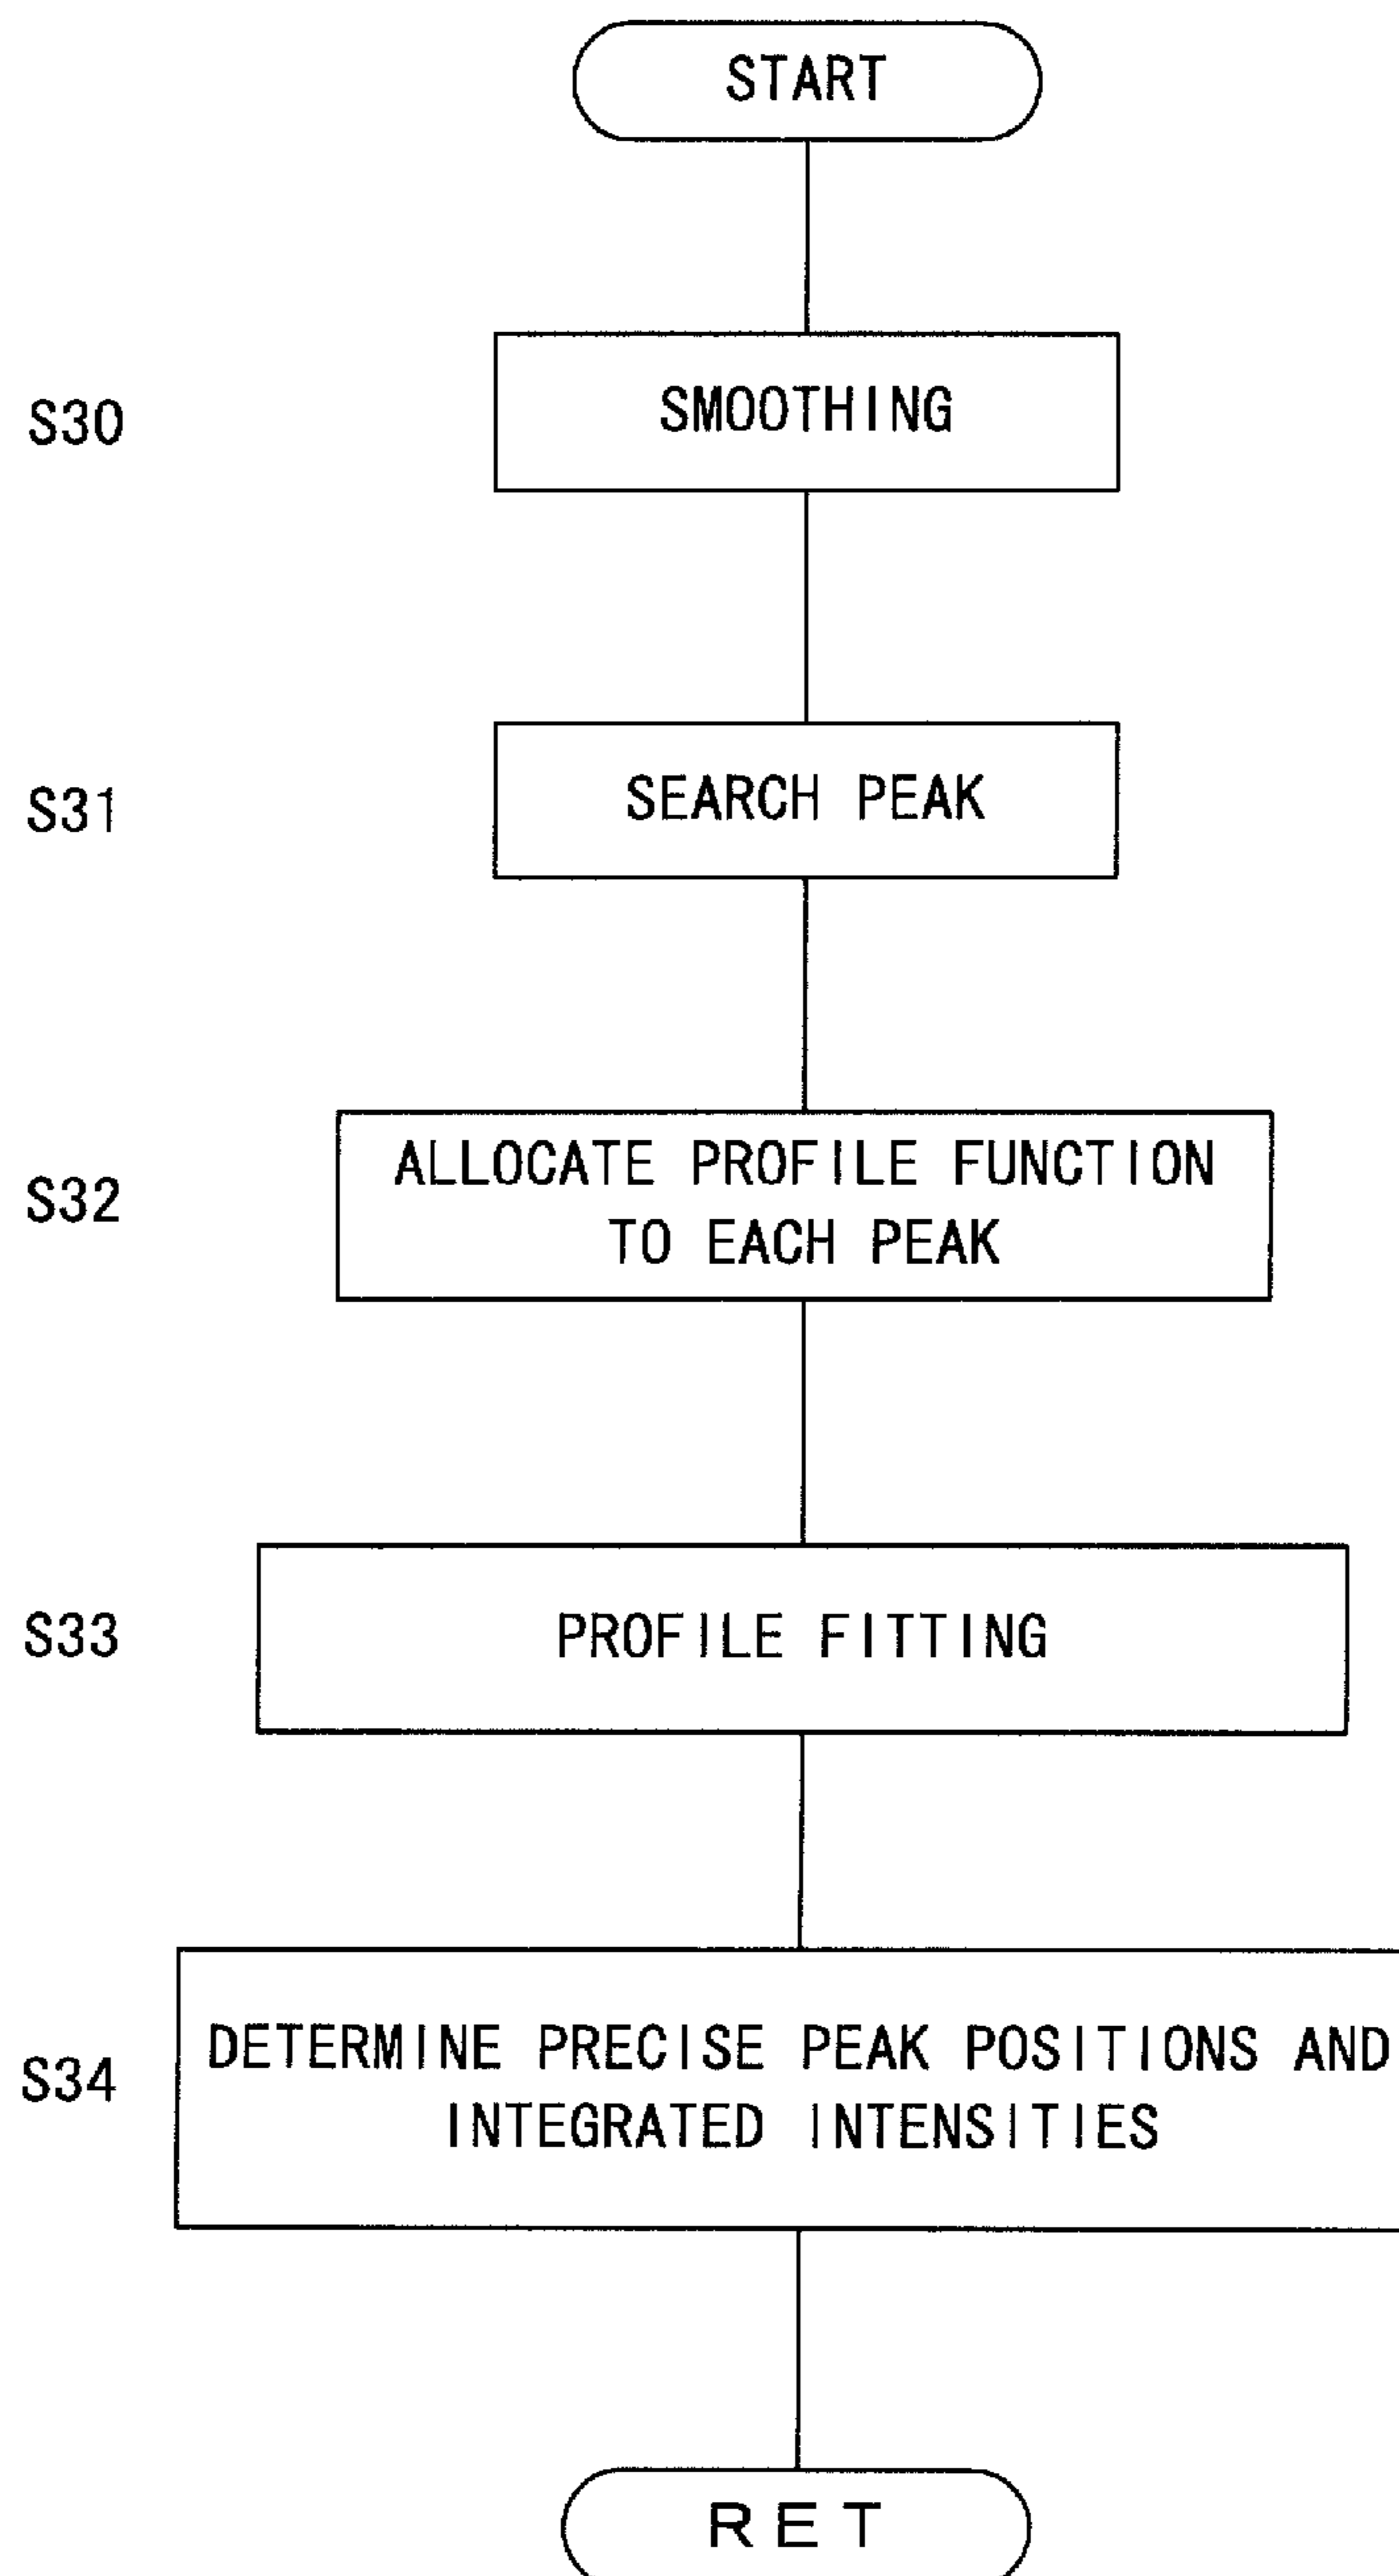 START
S30
SMOOTHING
S31
SEARCH PEAK
S32
ALLOCATE PROFILE FUNCTION
TO EACH PEAK
S33
PROFILE FITTING
S34
DETERMINE PRECISE PEAK POSITIONS AND
INTEGRATED INTENSITIES
RET